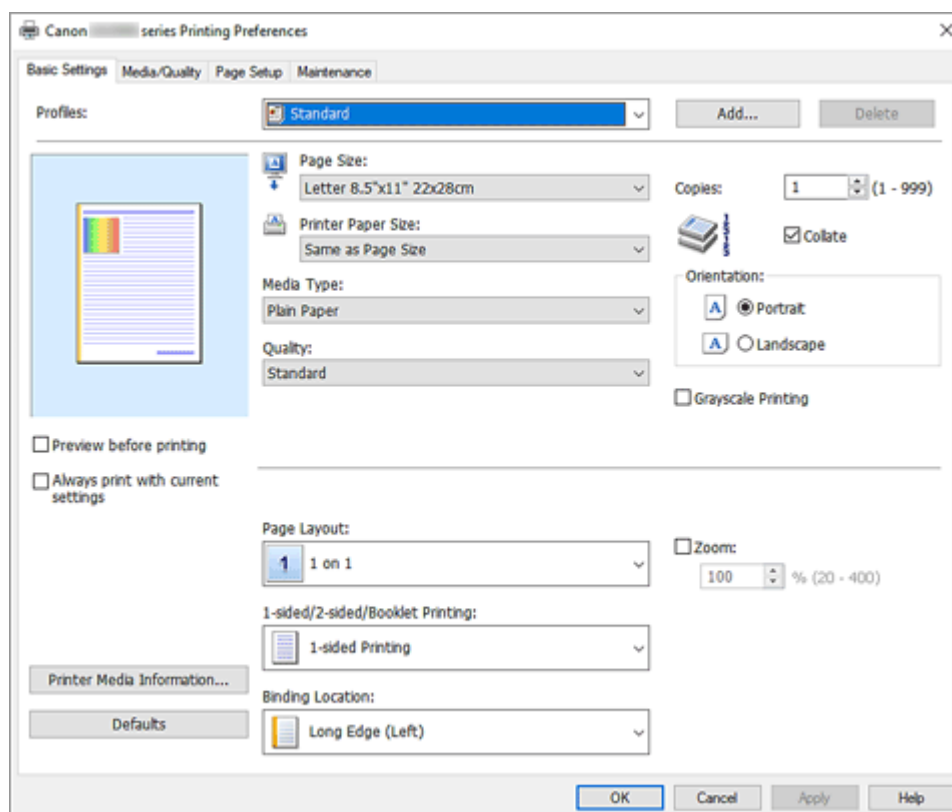 Canon series Printing Preferences
Basic Settings Media/Quality Page Setup Maintenance
Profiles: Standard Add... Delete
Page Size:
Letter 8.5"x11" 22x28cm
Copies: 1 (1 - 999)
Printer Paper Size:
Same as Page Size
Collate
Media Type:
Plain Paper
Orientation:
A Portrait
A Landscape
Quality:
Standard
Grayscale Printing
Preview before printing
Always print with current
settings
Page Layout:
1 1 on 1
Zoom:
100 % (20 - 400)
1-sided/2-sided/Booklet Printing:
1-sided Printing
Printer Media Information...
Binding Location:
Defaults
Long Edge (Left)
OK Cancel Apply Help